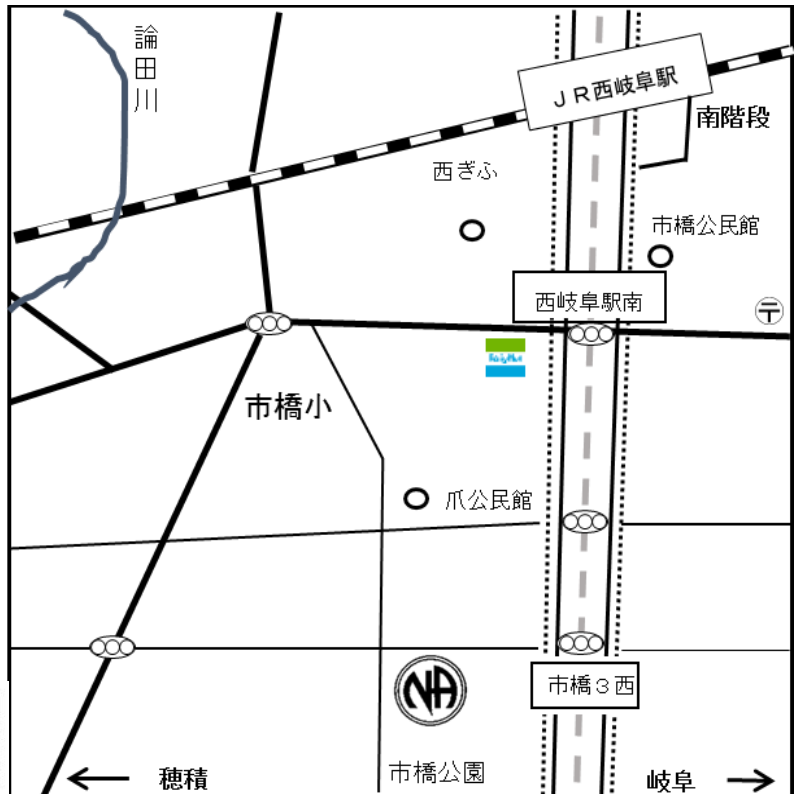 論田川
JR西岐阜駅
南階段
西ぎふ
市橋公民館
西岐阜駅南
〒
FamilyMart
市橋小
爪公民館
市橋3西
NA
市橋公園
← 穂積
岐阜 →